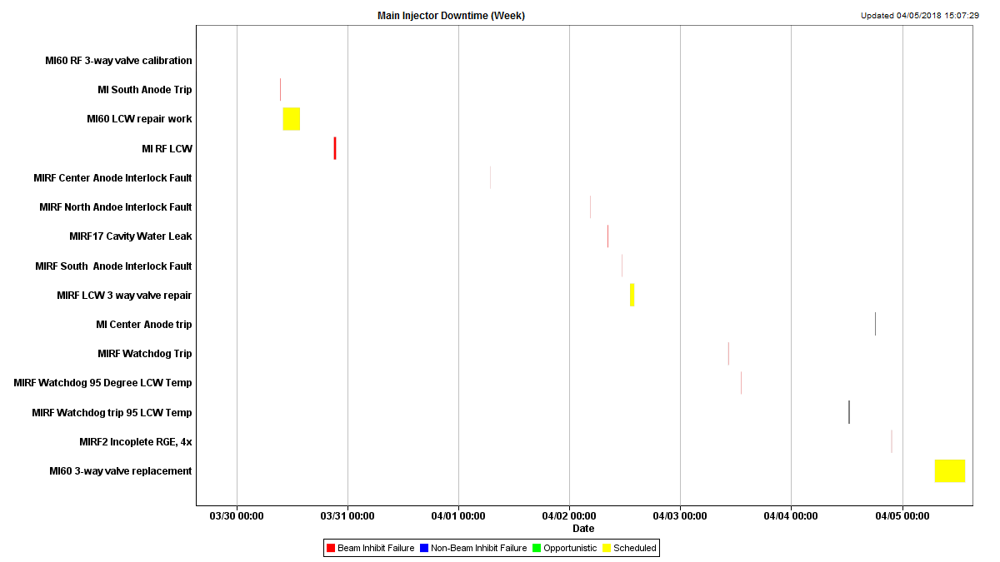 Main Injector Downtime (Week)
Updated 04/05/2018 15:07:29
MI60 RF 3-way valve calibration
MI South Anode Trip
MI60 LCW repair work
MI RF LCW
MIRF Center Anode Interlock Fault
MIRF North Andoe Interlock Fault
MIRF17 Cavity Water Leak
MIRF South  Anode Interlock Fault
MIRF LCW 3 way valve repair
MI Center Anode trip
MIRF Watchdog Trip
MIRF Watchdog 95 Degree LCW Temp
MIRF Watchdog trip 95 LCW Temp
MIRF2 Incoplete RGE, 4x
MI60 3-way valve replacement
03/30 00:00 03/31 00:00 04/01 00:00 04/02 00:00 04/03 00:00 04/04 00:00 04/05 00:00
Date
Beam Inhibit Failure Non-Beam Inhibit Failure Opportunistic Scheduled